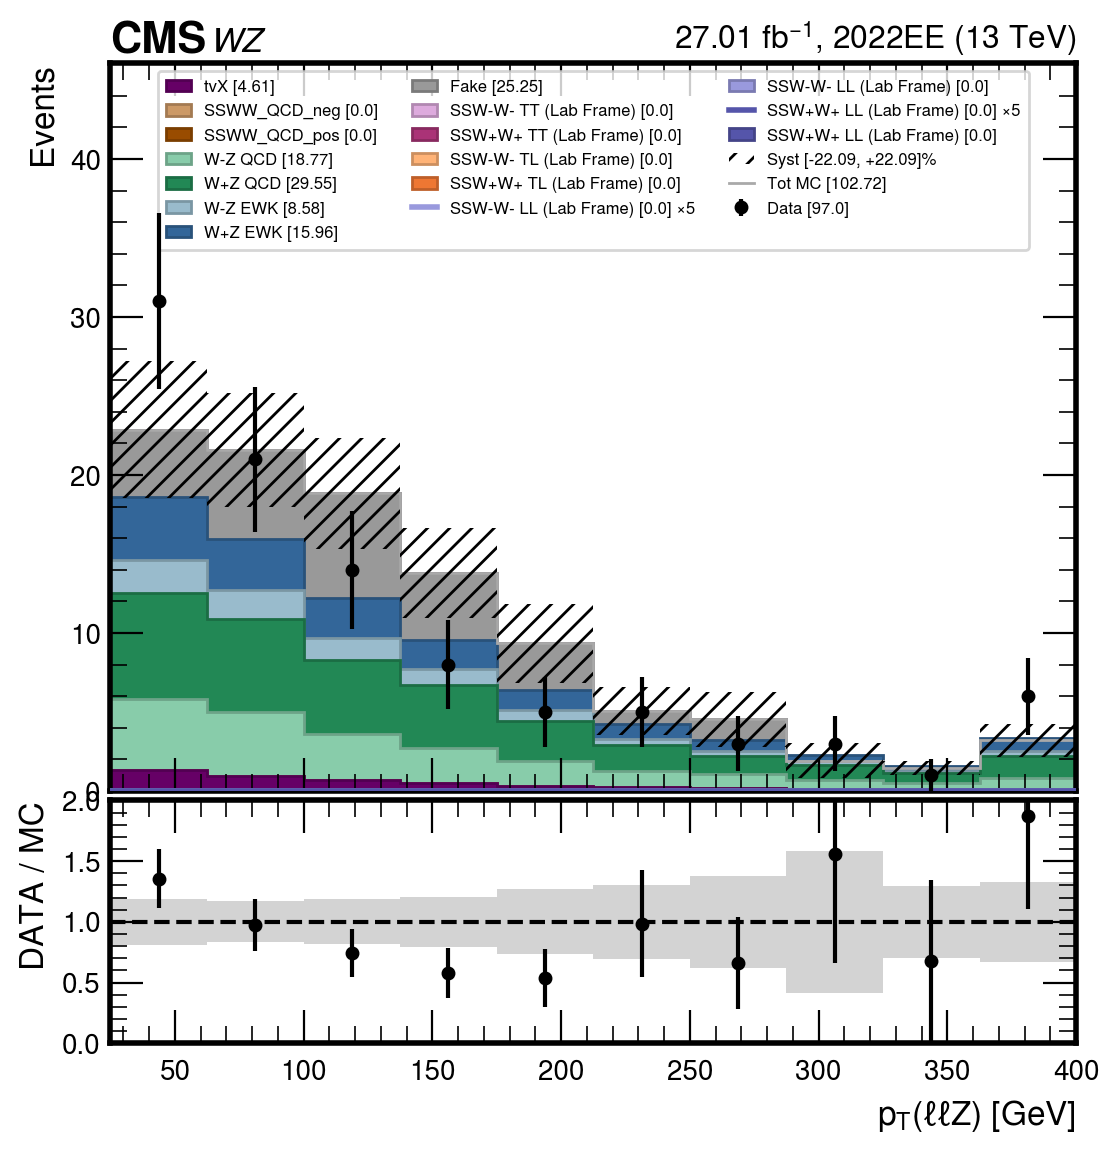 CMS WZ
27.01 fb⁻¹, 2022EE (13 TeV)
Events
tvX [4.61]
SSWW_QCD_neg [0.0]
SSWW_QCD_pos [0.0]
W-Z QCD [18.77]
W+Z QCD [29.55]
W-Z EWK [8.58]
W+Z EWK [15.96]
Fake [25.25]
SSW-W- TT (Lab Frame) [0.0]
SSW+W+ TT (Lab Frame) [0.0]
SSW-W- TL (Lab Frame) [0.0]
SSW+W+ TL (Lab Frame) [0.0]
SSW-W- LL (Lab Frame) [0.0] ×5
SSW-W- LL (Lab Frame) [0.0]
SSW+W+ LL (Lab Frame) [0.0] ×5
SSW+W+ LL (Lab Frame) [0.0]
Syst [-22.09, +22.09]%
Tot MC [102.72]
Data [97.0]
40
30
20
10
0
DATA / MC
2.0
1.5
1.0
0.5
0.0
50 100 150 200 250 300 350 400
p_T(ℓℓZ) [GeV]